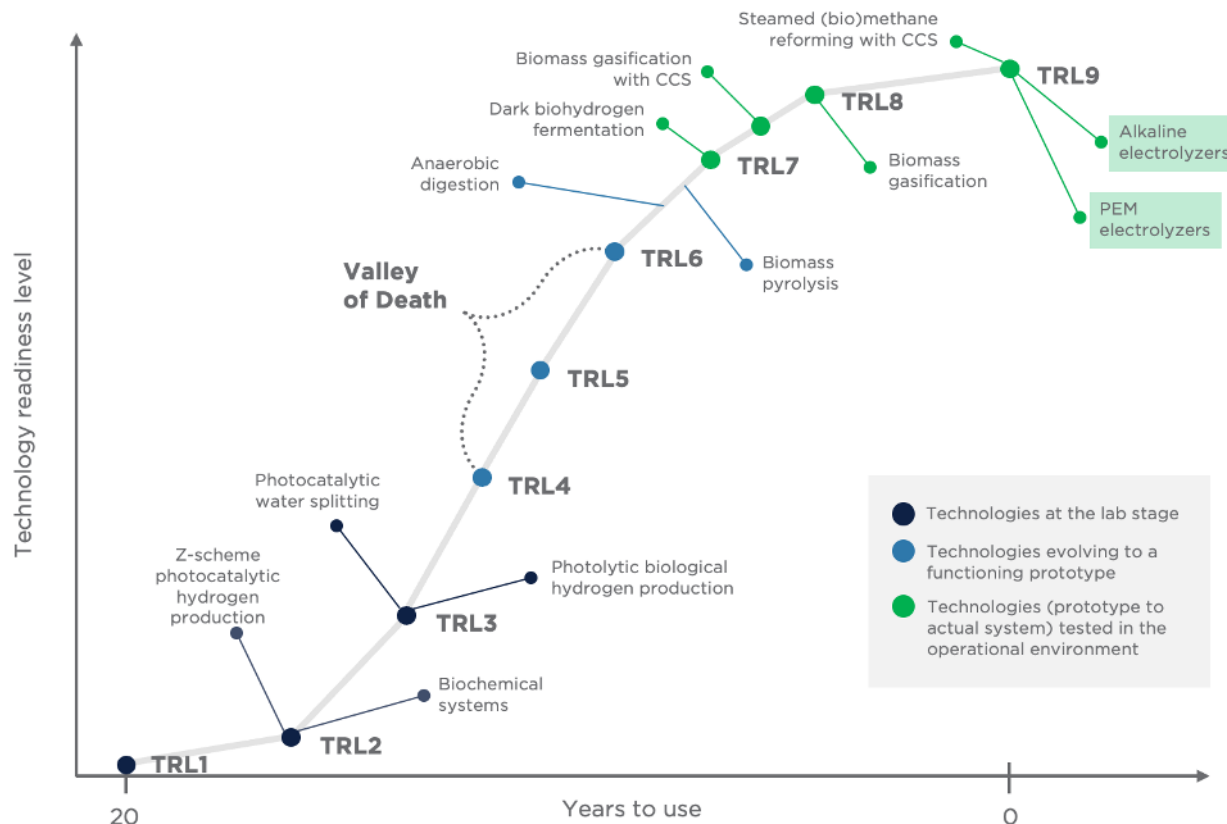 Steamed (bio)methane
reforming with CCS
TRL9
Biomass gasification
with CCS
TRL8
Dark biohydrogen
fermentation
Alkaline
electrolyzers
TRL7
Biomass
gasification
Anaerobic
digestion
PEM
electrolyzers
TRL6
Biomass
pyrolysis
Valley
of Death
TRL5
Technology readiness level
TRL4
Photocatalytic
water splitting
Z-scheme
photocatalytic
hydrogen
production
Photolytic biological
hydrogen production
TRL3
Biochemical
systems
TRL2
TRL1
Technologies at the lab stage
Technologies evolving to a
functioning prototype
Technologies (prototype to
actual system) tested in the
operational environment
20
Years to use
0